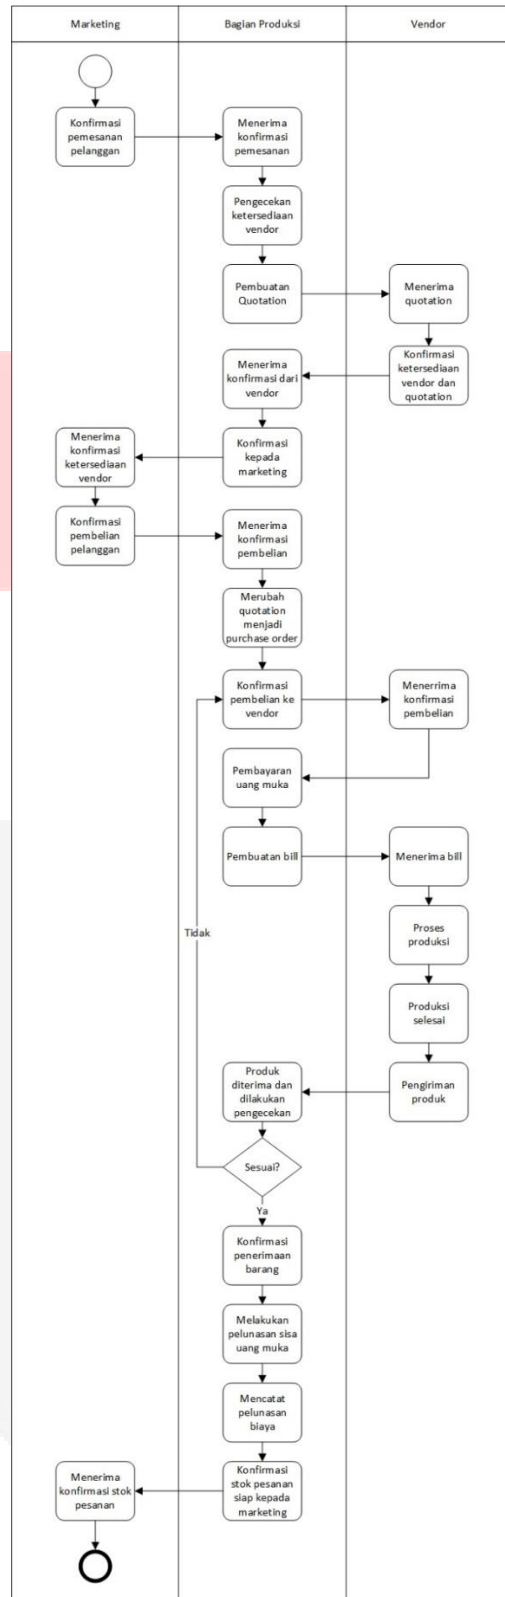 Marketing
Bagian Produksi
Vendor
Konfirmasi
pemesanan
pelanggan
Menerima
konfirmasi
pemesanan
Pengecekan
ketersediaan
vendor
Pembuatan
Quotation
Menerima
quotation
Konfirmasi
ketersediaan
vendor dan
quotation
Menerima
konfirmasi dari
vendor
Konfirmasi
kepada
marketing
Menerima
konfirmasi
ketersediaan
vendor
Konfirmasi
pembelian
pelanggan
Menerima
konfirmasi
pembelian
Merubah
quotation
menjadi
purchase order
Konfirmasi
pembelian ke
vendor
Menerrima
konfirmasi
pembelian
Pembayaran
uang muka
Pembuatan bill
Menerima bill
Proses
produksi
Produksi
selesai
Pengiriman
produk
Produk
diterima dan
dilakukan
pengecekan
Sesuai?
Tidak
Ya
Konfirmasi
penerimaan
barang
Melakukan
pelunasan sisa
uang muka
Mencatat
pelunasan
biaya
Konfirmasi
stok pesanan
siap kepada
marketing
Menerima
konfirmasi stok
pesanan